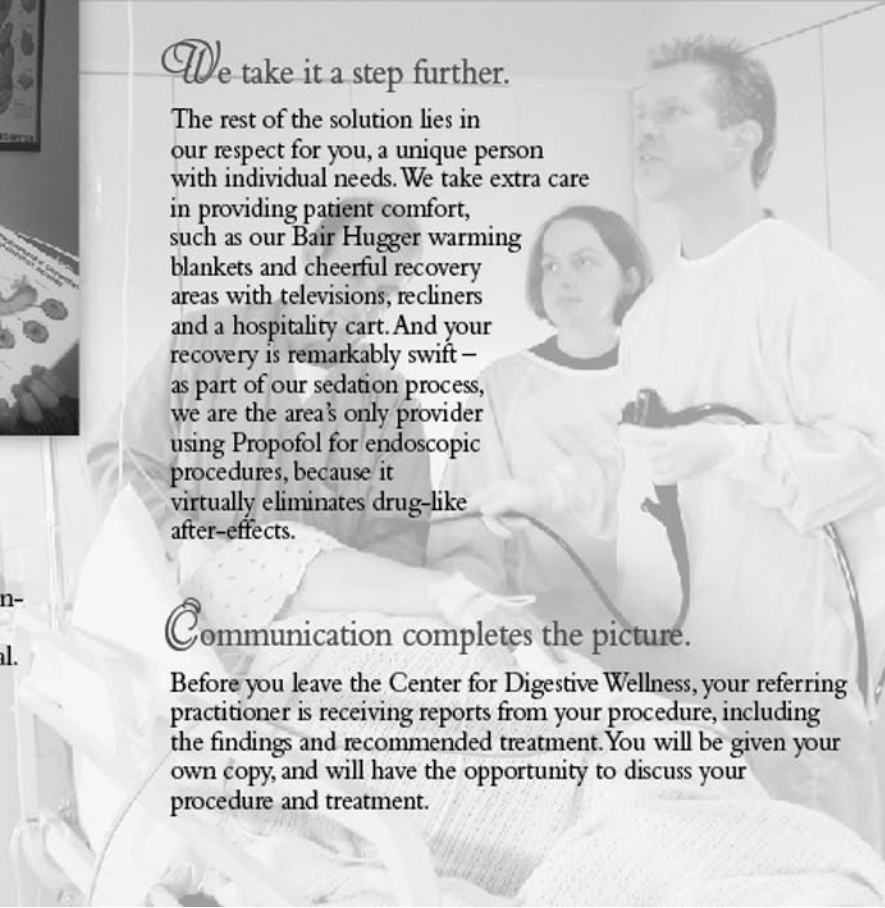 We take it a step further.
The rest of the solution lies in
our respect for you, a unique person
with individual needs. We take extra care
in providing patient comfort,
such as our Bair Hugger warming
blankets and cheerful recovery
areas with televisions, recliners
and a hospitality cart. And your
recovery is remarkably swift –
as part of our sedation process,
we are the area's only provider
using Propofol for endoscopic
procedures, because it
virtually eliminates drug-like
after-effects.
n-
al.
Communication completes the picture.
Before you leave the Center for Digestive Wellness, your referring
practitioner is receiving reports from your procedure, including
the findings and recommended treatment. You will be given your
own copy, and will have the opportunity to discuss your
procedure and treatment.